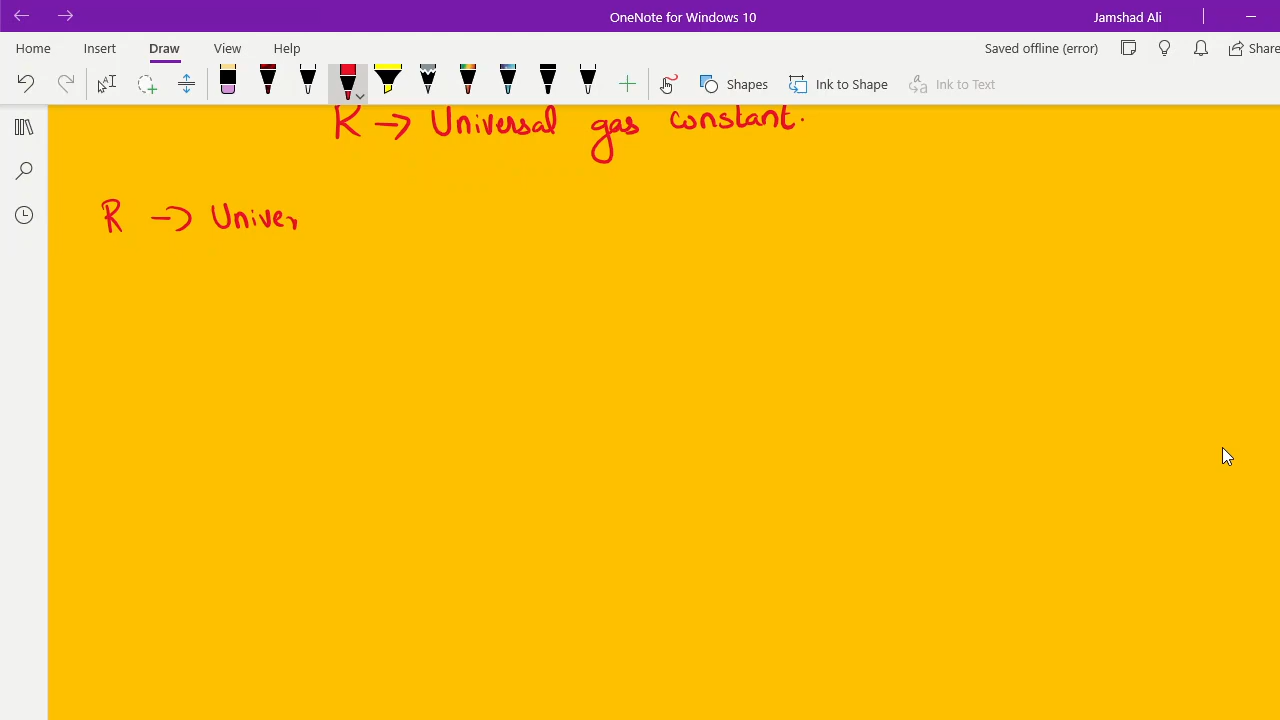 OneNote for Windows 10
Jamshad Ali
Home Insert Draw View Help
Saved offline (error)
Share
Shapes
Ink to Shape
Ink to Text
R → Universal gas constant.
R → Univer